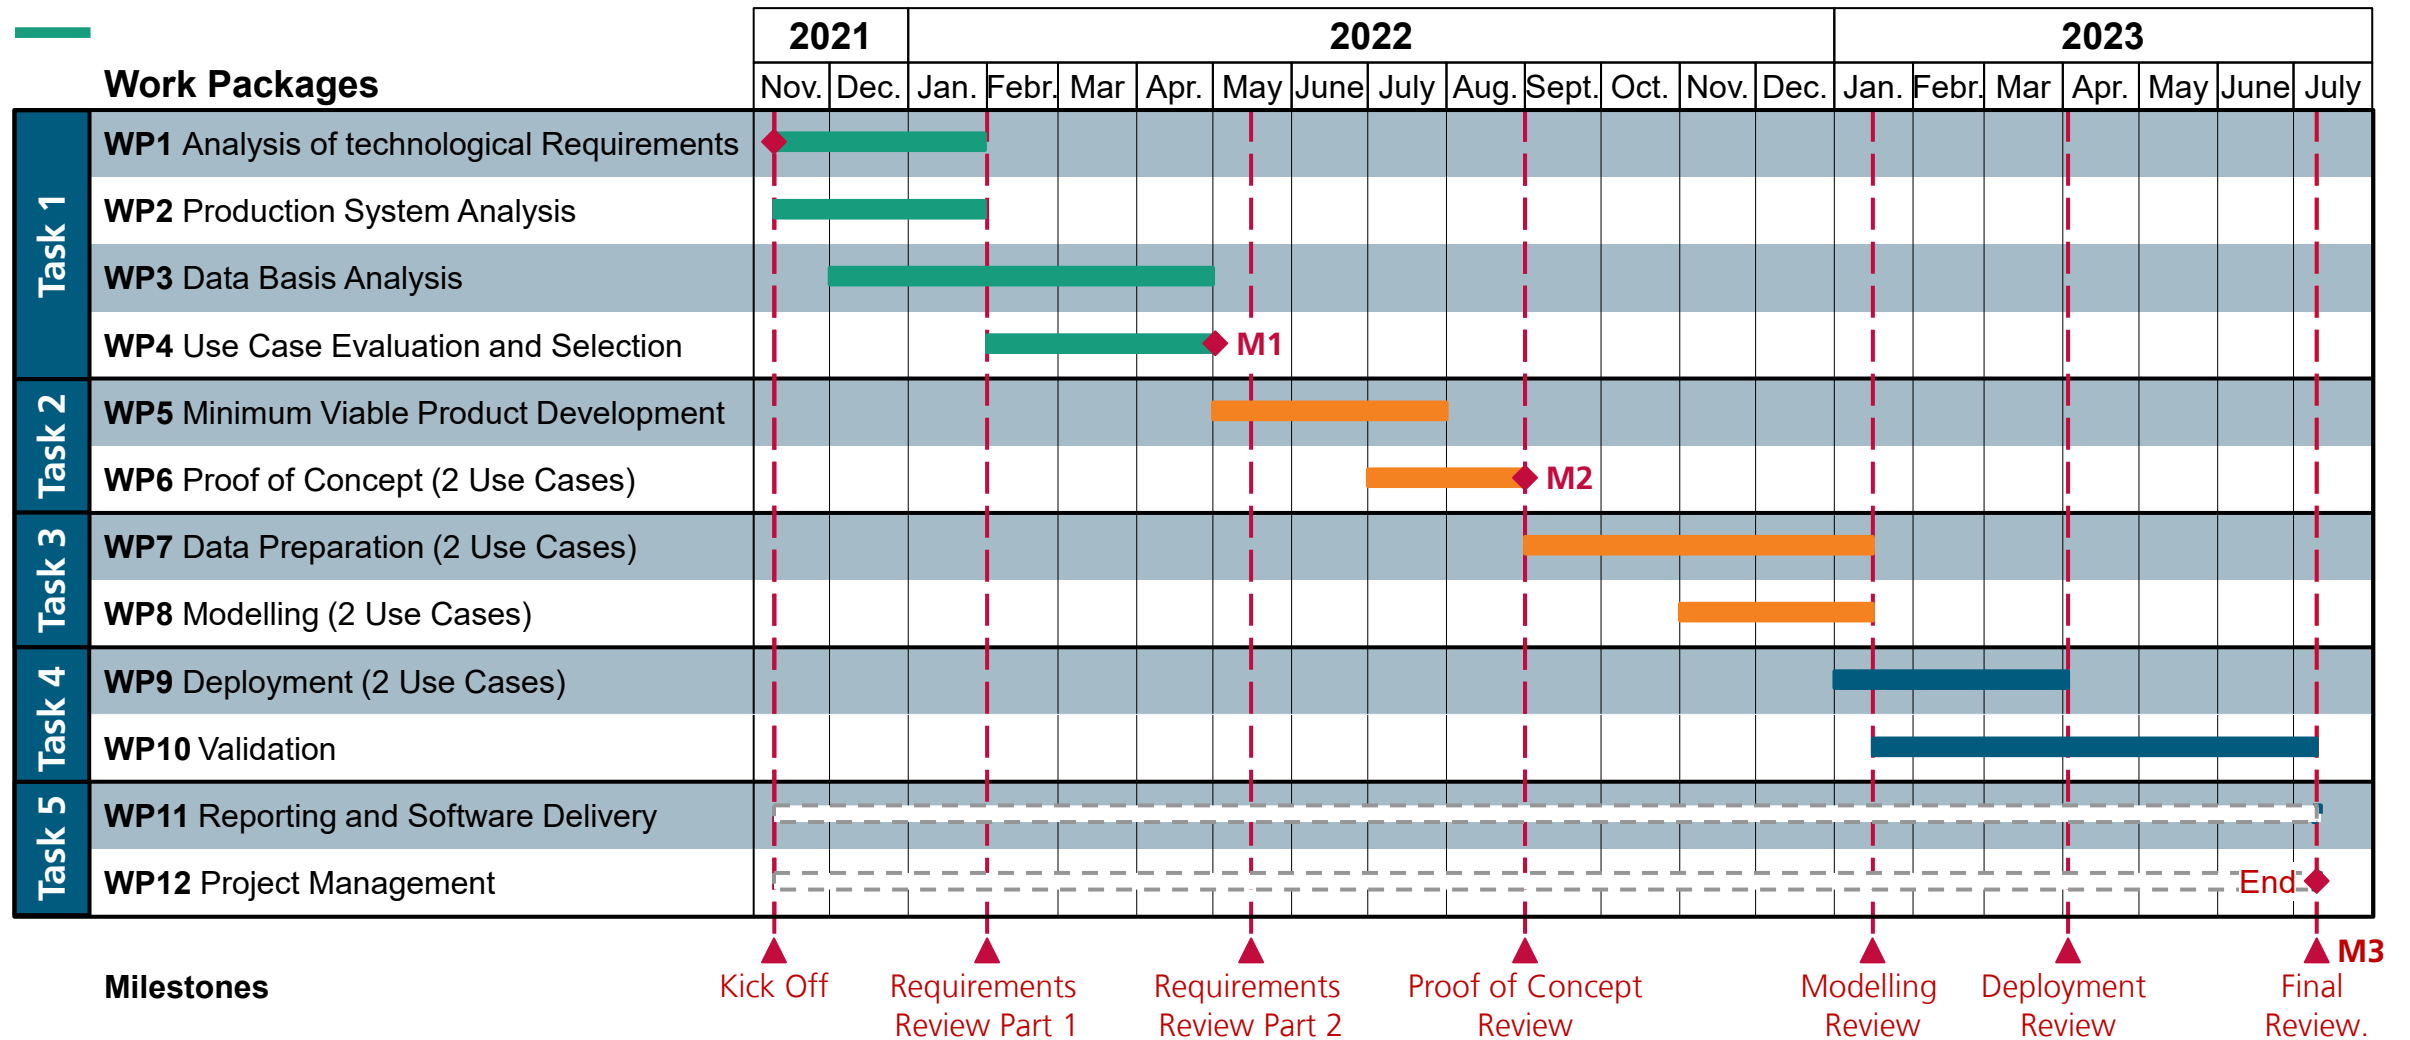 2021 2022 2023
Work Packages
Nov. Dec. Jan. Febr. Mar Apr. May June July Aug. Sept. Oct. Nov. Dec. Jan. Febr. Mar Apr. May June July
Task 1
WP1 Analysis of technological Requirements
WP2 Production System Analysis
WP3 Data Basis Analysis
WP4 Use Case Evaluation and Selection
M1
Task 2
WP5 Minimum Viable Product Development
WP6 Proof of Concept (2 Use Cases)
M2
Task 3
WP7 Data Preparation (2 Use Cases)
WP8 Modelling (2 Use Cases)
Task 4
WP9 Deployment (2 Use Cases)
WP10 Validation
Task 5
WP11 Reporting and Software Delivery
WP12 Project Management
End
M3
Milestones
Kick Off
Requirements
Review Part 1
Requirements
Review Part 2
Proof of Concept
Review
Modelling
Review
Deployment
Review
Final
Review.